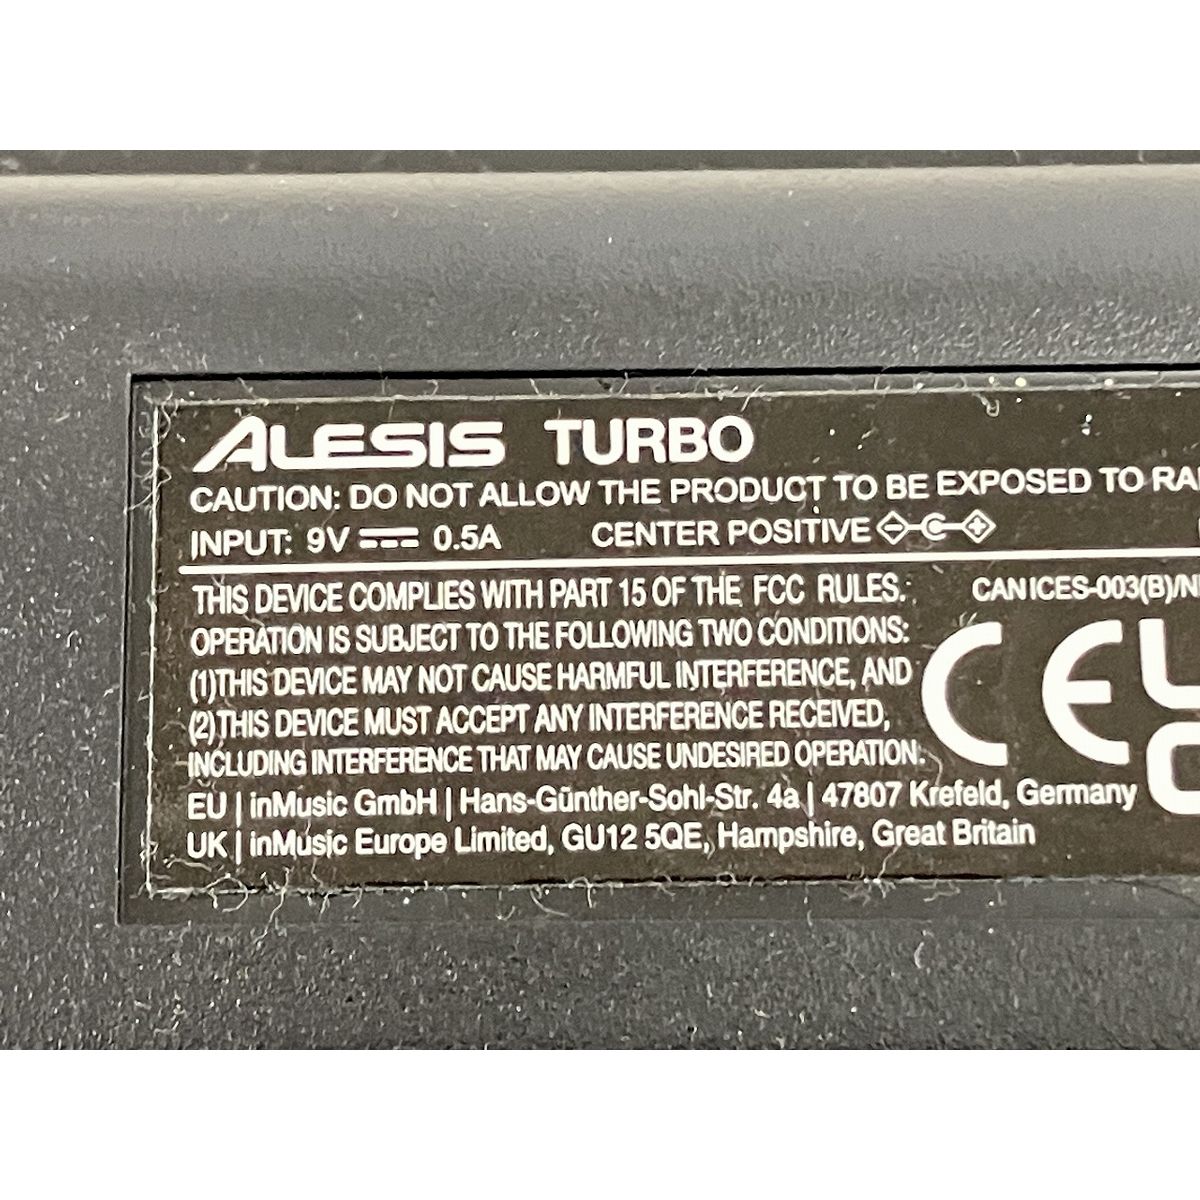 ALESIS TURBO
CAUTION: DO NOT ALLOW THE PRODUCT TO BE EXPOSED TO
INPUT: 9V 0.5A CENTER POSITIVE
THIS DEVICE COMPLIES WITH PART 15 OF THE FCC RULES.
OPERATION IS SUBJECT TO THE FOLLOWING TWO CONDITIONS:
(1)THIS DEVICE MAY NOT CAUSE HARMFUL INTERFERENCE, AND
(2)THIS DEVICE MUST ACCEPT ANY INTERFERENCE RECEIVED,
INCLUDING INTERFERENCE THAT MAY CAUSE UNDESIRED OPERATION.
CAN ICES-003(B)/
CE
EU | inMusic GmbH | Hans-Günther-Sohl-Str. 4a | 47807 Krefeld, Germany
UK | inMusic Europe Limited, GU12 5QE, Hampshire, Great Britain